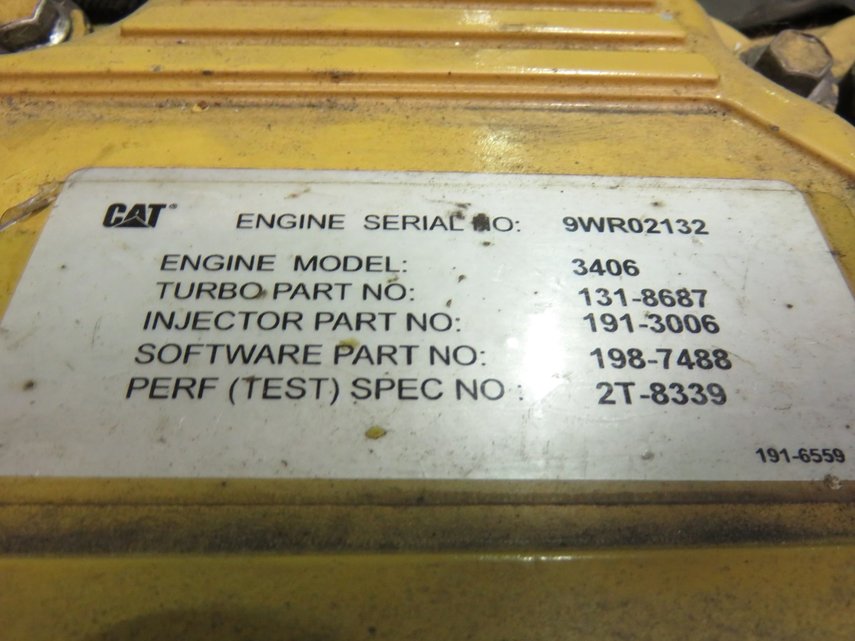 CAT® ENGINE SERIAL NO: 9WR02132
ENGINE MODEL: 3406
TURBO PART NO: 131-8687
INJECTOR PART NO: 191-3006
SOFTWARE PART NO: 198-7488
PERF (TEST) SPEC NO : 2T-8339
191-6559